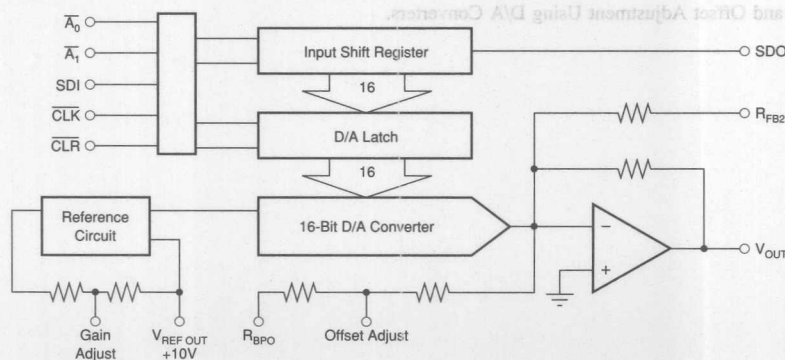 and Offset Adjustment Using D/A Converters.
A̅0
A̅1
SDI
C̅L̅K̅
C̅L̅R̅
Input Shift Register
16
D/A Latch
16
16-Bit D/A Converter
Reference
Circuit
SDO
RFB2
−
+
VOUT
Gain
Adjust
VREF OUT
+10V
RBPO
Offset Adjust